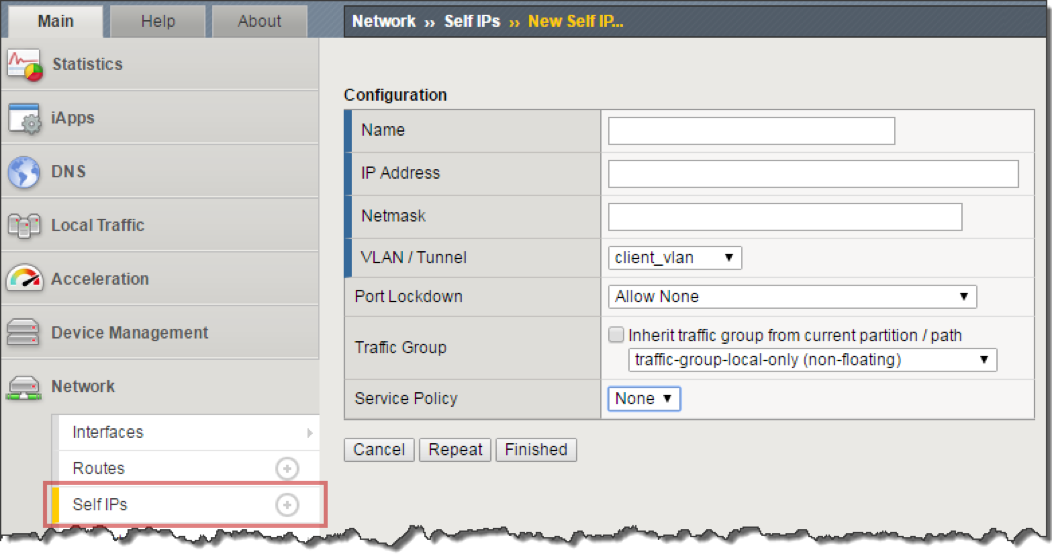 Main Help About
Network ›› Self IPs ›› New Self IP...
Statistics
iApps
DNS
Local Traffic
Acceleration
Device Management
Network
Interfaces
Routes
Self IPs
Configuration
Name
IP Address
Netmask
VLAN / Tunnel client_vlan
Port Lockdown Allow None
Traffic Group Inherit traffic group from current partition / path
traffic-group-local-only (non-floating)
Service Policy None
Cancel Repeat Finished